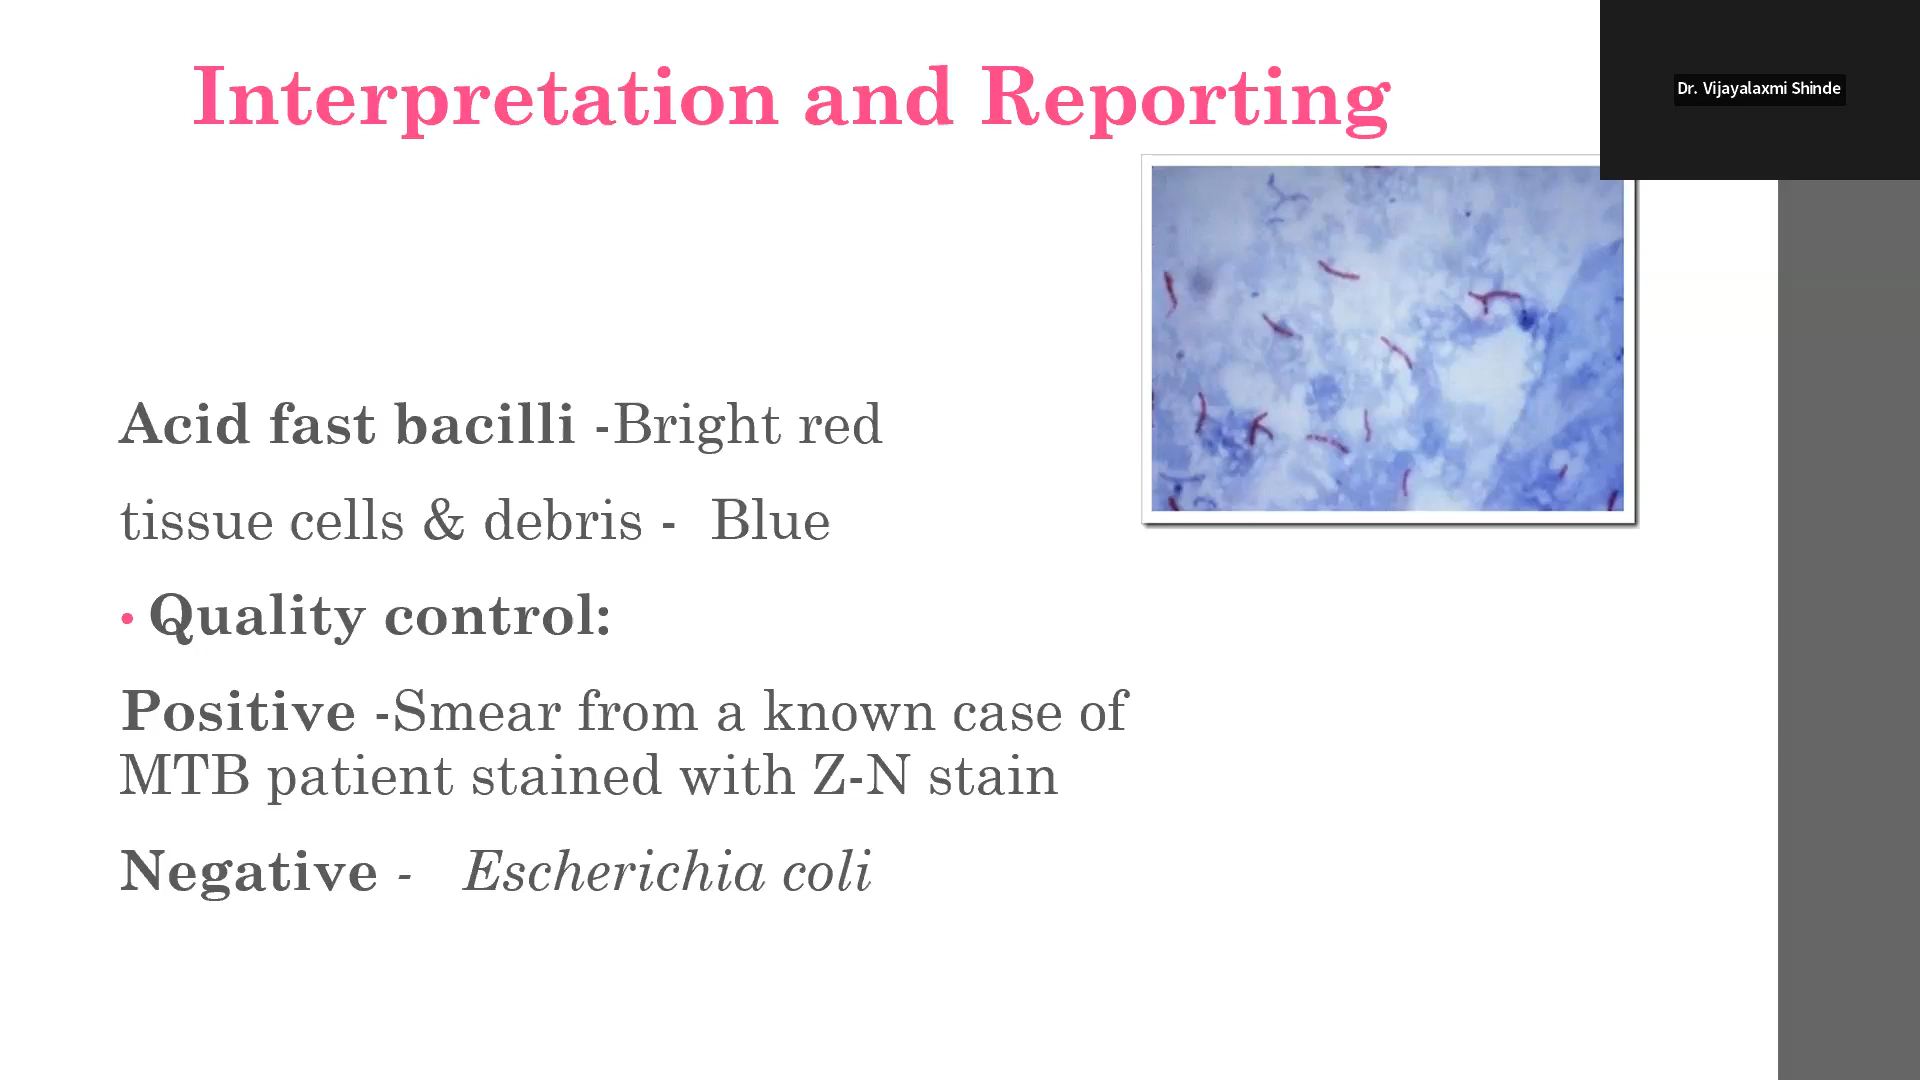 Interpretation and Reporting
Dr. Vijayalaxmi Shinde
Acid fast bacilli -Bright red
tissue cells & debris -  Blue
• Quality control:
Positive -Smear from a known case of
MTB patient stained with Z-N stain
Negative -   Escherichia coli